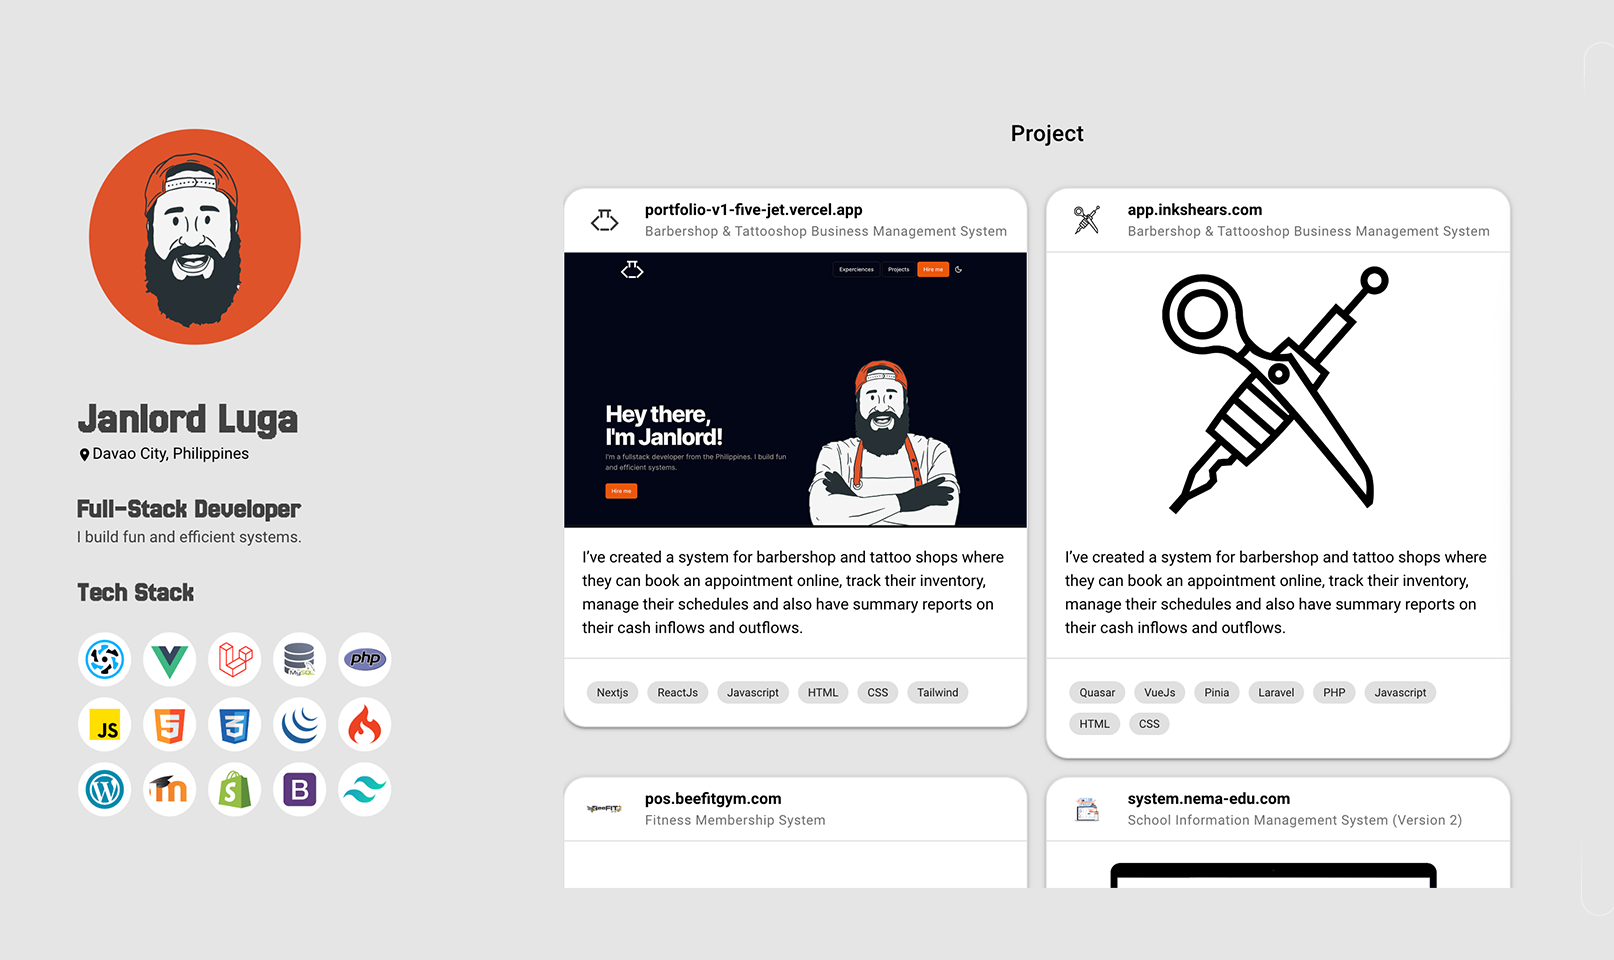 Janlord Luga
Davao City, Philippines
Full-Stack Developer
I build fun and efficient systems.
Tech Stack
MySQL
php
JS
5
3
W
m
S
B
Project
portfolio-v1-five-jet.vercel.app
Barbershop & Tattooshop Business Management System
Experciences Projects Hire me
Hey there,
I'm Janlord!
I'm a fullstack developer from the Philippines. I build fun
and efficient systems.
Hire me
I've created a system for barbershop and tattoo shops where
they can book an appointment online, track their inventory,
manage their schedules and also have summary reports on
their cash inflows and outflows.
Nextjs ReactJs Javascript HTML CSS Tailwind
app.inkshears.com
Barbershop & Tattooshop Business Management System
I've created a system for barbershop and tattoo shops where
they can book an appointment online, track their inventory,
manage their schedules and also have summary reports on
their cash inflows and outflows.
Quasar VueJs Pinia Laravel PHP Javascript
HTML CSS
BeeFIT
pos.beefitgym.com
Fitness Membership System
system.nema-edu.com
School Information Management System (Version 2)